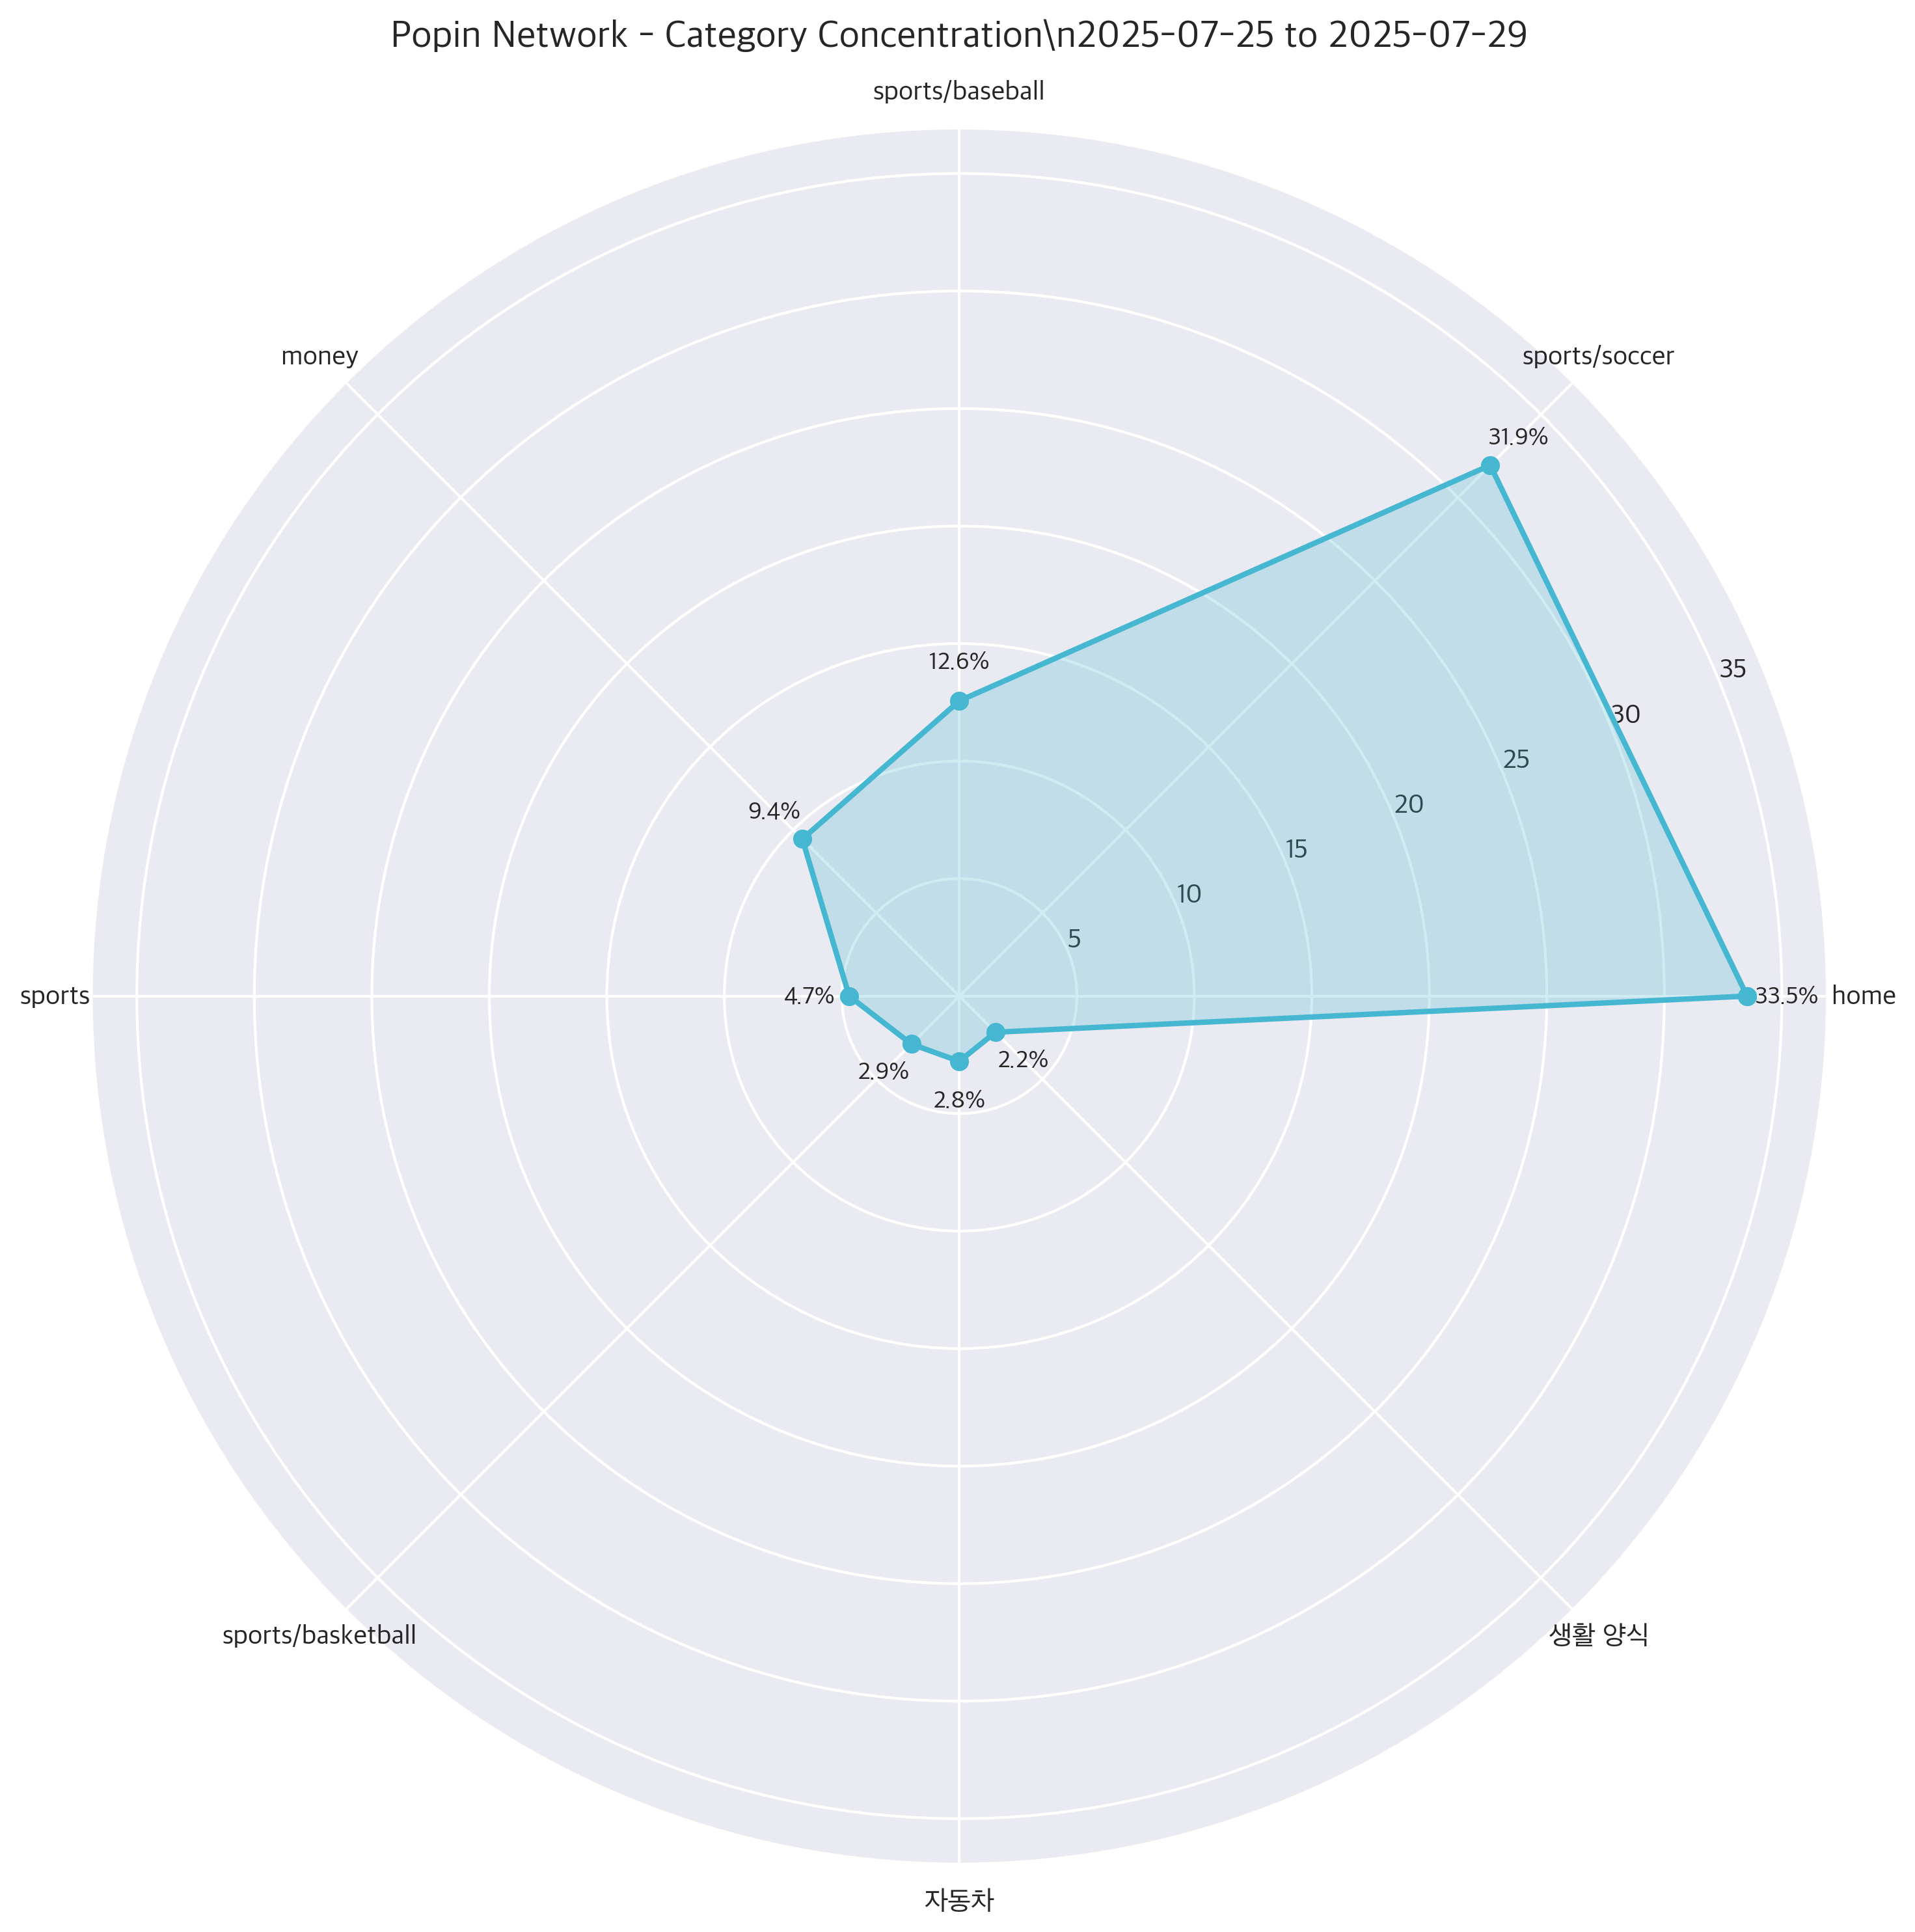 Popin Network - Category Concentration\n2025-07-25 to 2025-07-29
sports/baseball
money
sports/soccer
31.9%
12.6%
35
30
25
9.4%
20
15
10
5
sports
4.7%
33.5%
home
2.9%
2.2%
2.8%
sports/basketball
생활 양식
자동차